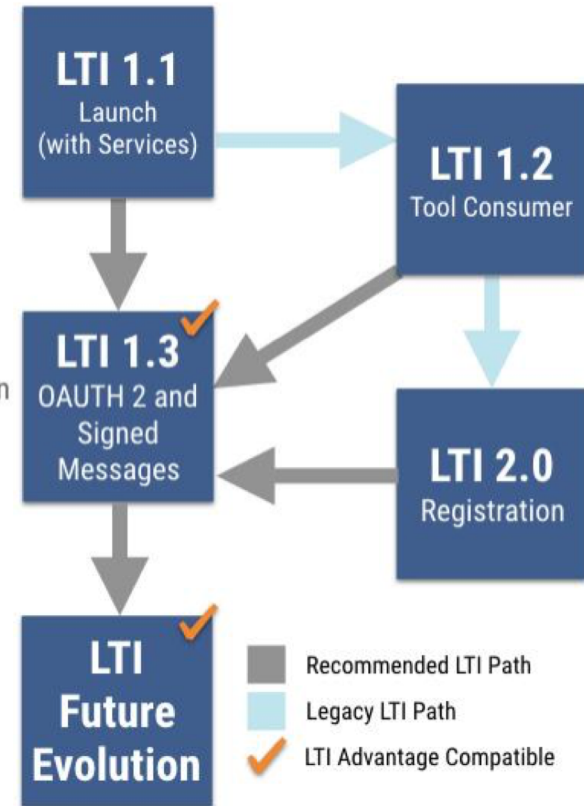 LTI 1.1
Launch
(with Services)
LTI 1.2
Tool Consumer
LTI 1.3
OAUTH 2 and
Signed
Messages
LTI 2.0
Registration
LTI
Future
Evolution
Recommended LTI Path
Legacy LTI Path
LTI Advantage Compatible